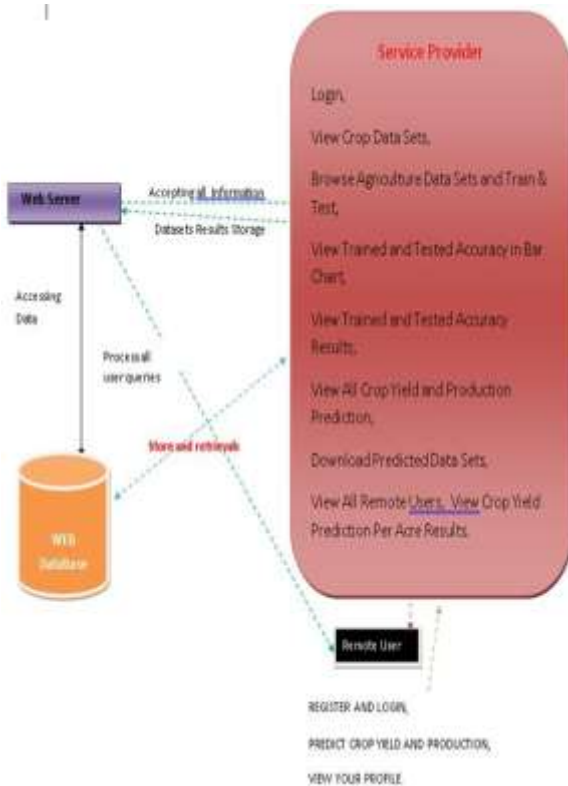 Service Provider
Login,
View Crop Data Sets,
Browse Agriculture Data Sets and Train &
Test,
View Trained and Tested Accuracy in Bar
Chart,
View Trained and Tested Accuracy
Results,
View All Crop Yield and Production
Prediction,
Download Predicted Data Sets,
View All Remote Users, View Crop Yield
Prediction Per Acre Results.
Web Server
Accepting all Information
Datasets Results Storage
Accessing
Data
Process all
user queries
Store and retrievals
WEB
Database
Remote User
REGISTER AND LOGIN,
PREDICT CROP YIELD AND PRODUCTION,
VIEW YOUR PROFILE